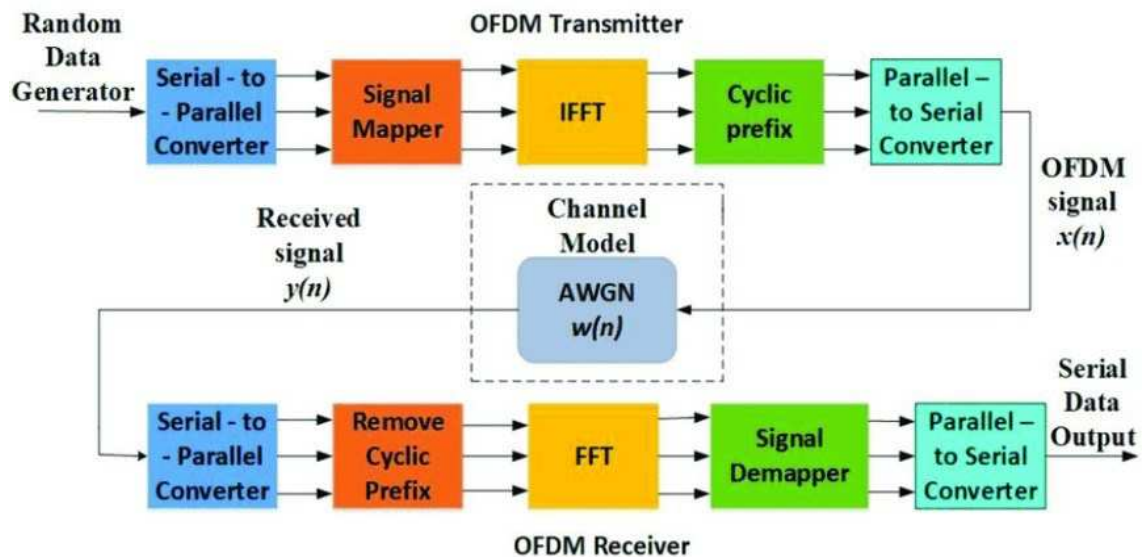 Random
Data
Generator
OFDM Transmitter
Serial - to
- Parallel
Converter
Signal
Mapper
IFFT
Cyclic
prefix
Parallel –
to Serial
Converter
OFDM
signal
x(n)
Channel
Model
AWGN
w(n)
Received
signal
y(n)
Serial - to
- Parallel
Converter
Remove
Cyclic
Prefix
FFT
Signal
Demapper
Parallel –
to Serial
Converter
Serial
Data
Output
OFDM Receiver